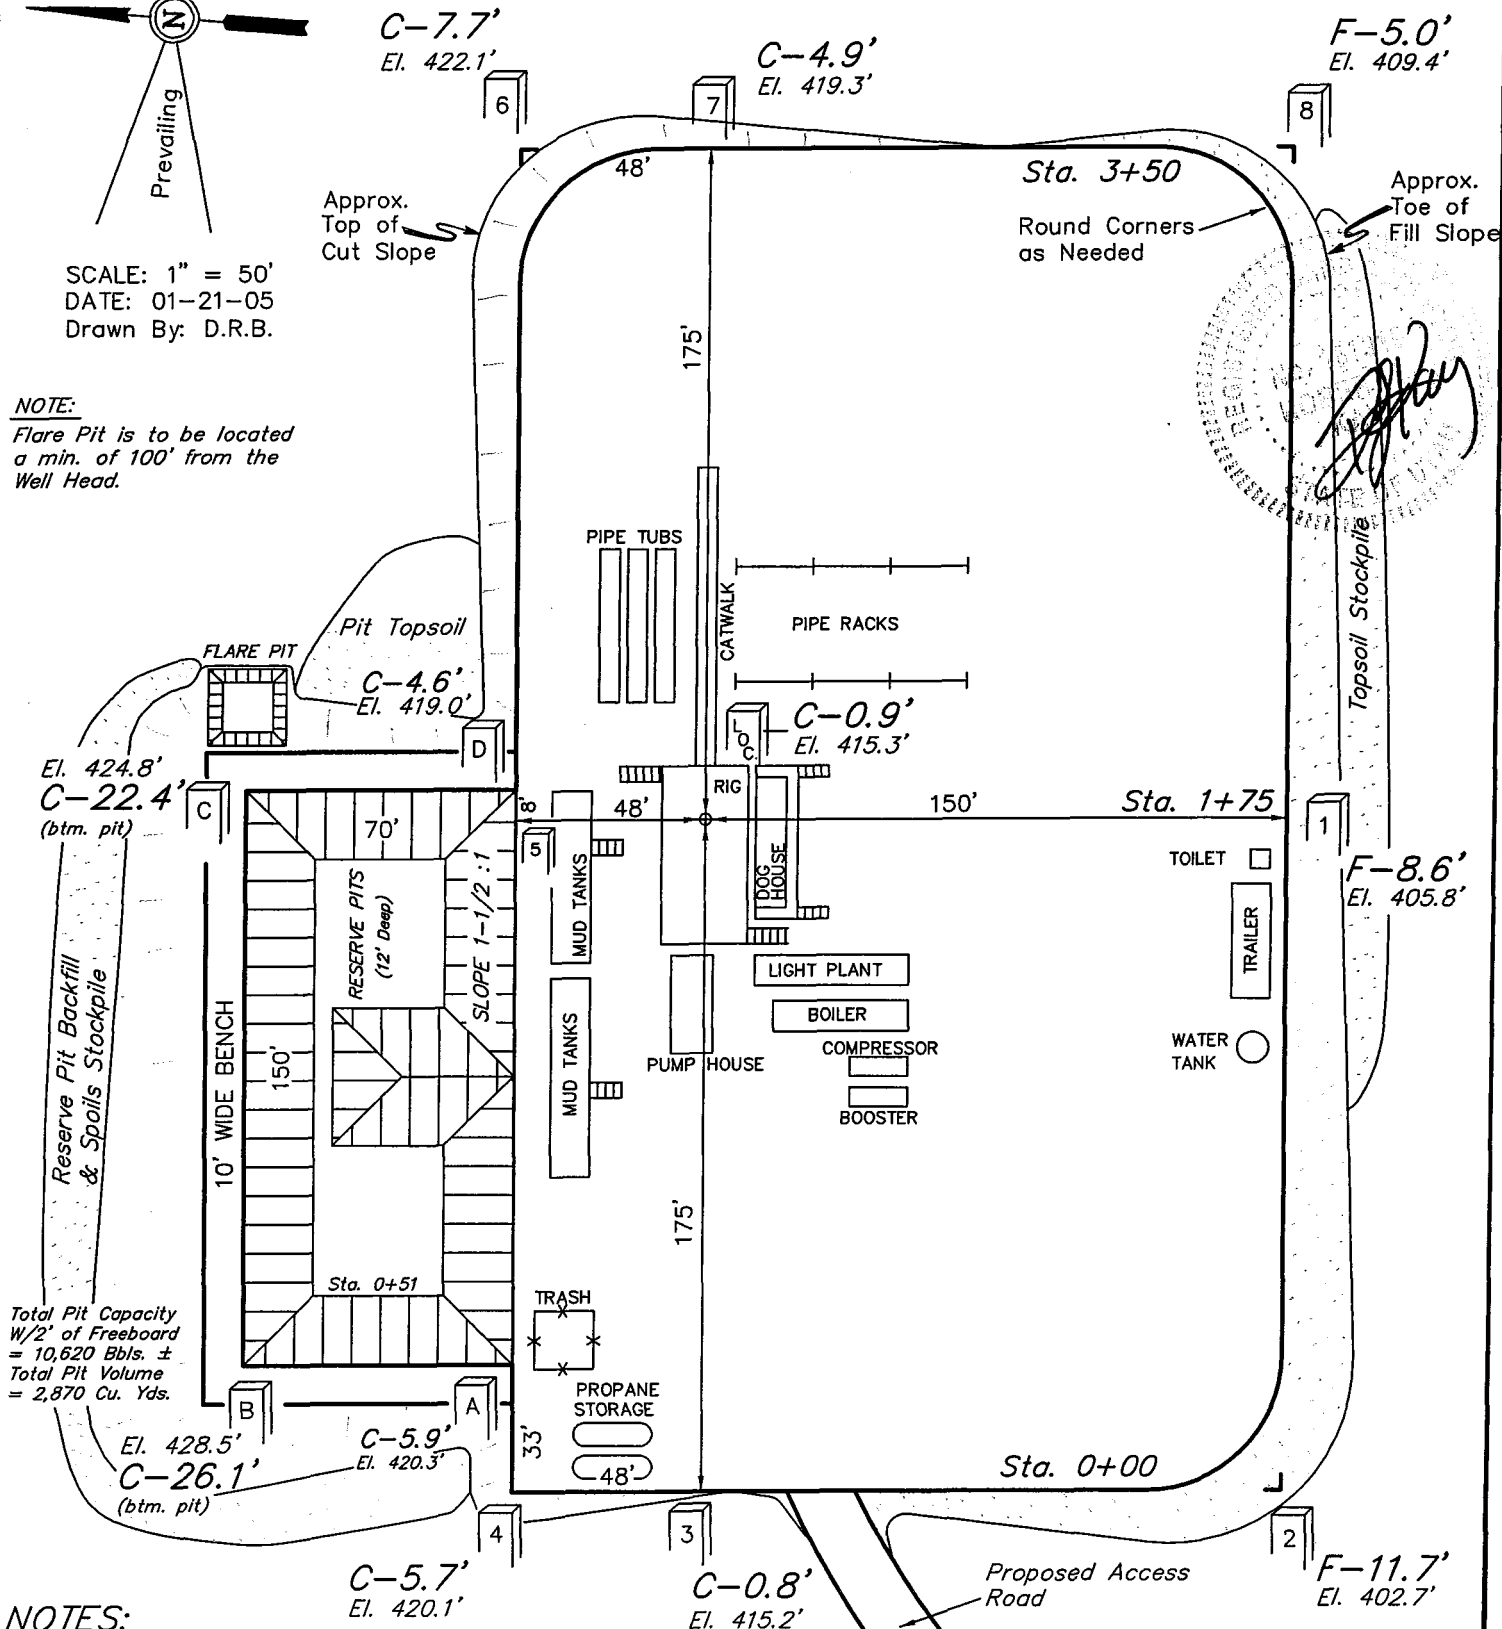 N
Prevailing
SCALE: 1" = 50'
DATE: 01-21-05
Drawn By: D.R.B.
NOTE:
Flare Pit is to be located
a min. of 100' from the
Well Head.
C-7.7'
El. 422.1'
6
C-4.9'
El. 419.3'
7
F-5.0'
El. 409.4'
8
48'
Sta. 3+50
Approx.
Top of
Cut Slope
Round Corners
as Needed
Approx.
Toe of
Fill Slope
175'
REGISTERED
STATE OF UTAH
Topsoil Stockpile
PIPE TUBS
CATWALK
PIPE RACKS
Pit Topsoil
FLARE PIT
C-4.6'
El. 419.0'
D
L
O
C.
C-0.9'
El. 415.3'
El. 424.8'
C-22.4'
(btm. pit)
C
RIG
70'
8'
48'
150'
Sta. 1+75
1
5
F-8.6'
El. 405.8'
TOILET
TRAILER
WATER
TANK
MUD TANKS
DOG
HOUSE
RESERVE PITS
(12' Deep)
SLOPE 1-1/2 :1
LIGHT PLANT
BOILER
COMPRESSOR
BOOSTER
PUMP HOUSE
MUD TANKS
10' WIDE BENCH
150'
Reserve Pit Backfill
& Spoils Stockpile
175'
Sta. 0+51
TRASH
Total Pit Capacity
W/2' of Freeboard
= 10,620 Bbls. ±
Total Pit Volume
= 2,870 Cu. Yds.
PROPANE
STORAGE
B
A
El. 428.5'
C-26.1'
(btm. pit)
C-5.9'
El. 420.3'
33'
48'
Sta. 0+00
4
3
2
C-5.7'
El. 420.1'
C-0.8'
El. 415.2'
Proposed Access
Road
F-11.7'
El. 402.7'
NOTES: